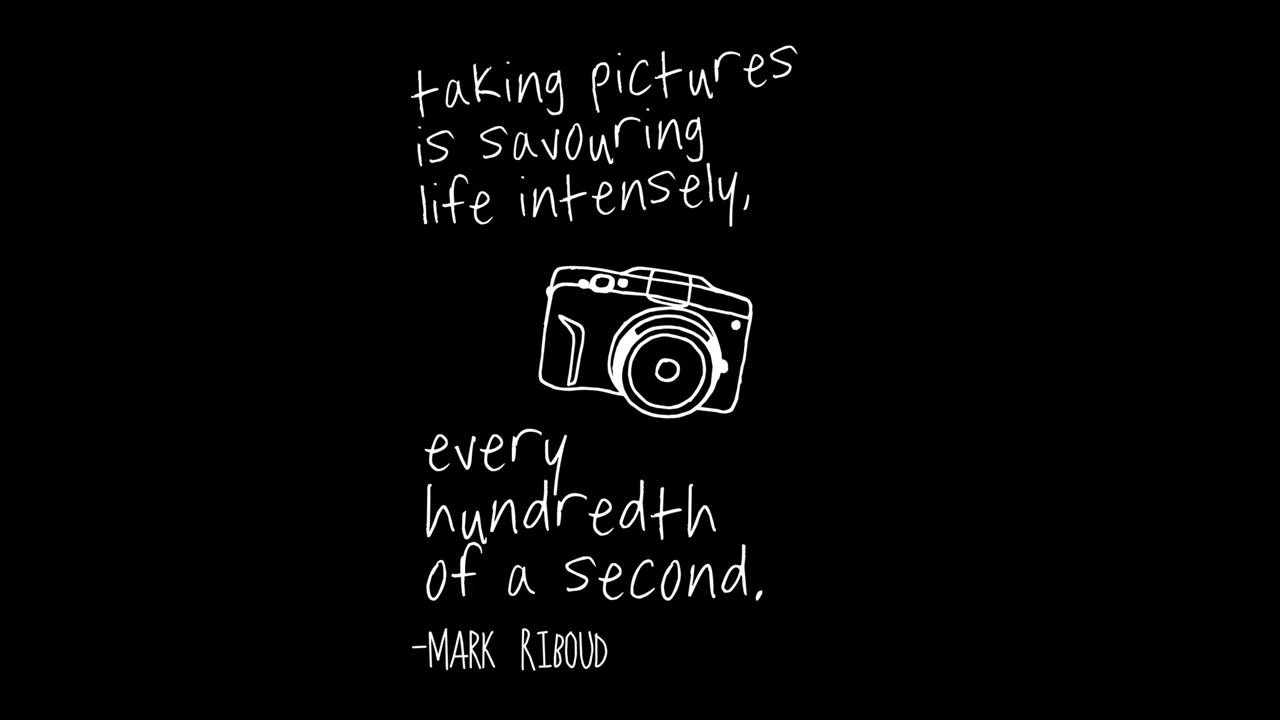 taking pictures
is savouring
life intensely,
every
hundredth
of a second.
-MARK RIBOUD